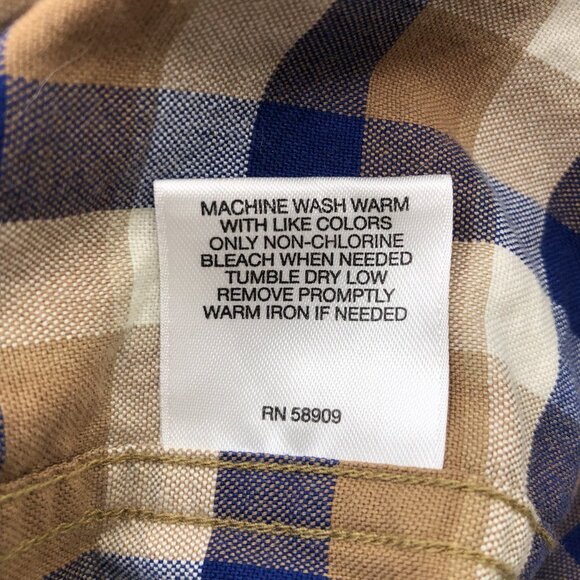 MACHINE WASH WARM
WITH LIKE COLORS
ONLY NON-CHLORINE
BLEACH WHEN NEEDED
TUMBLE DRY LOW
REMOVE PROMPTLY
WARM IRON IF NEEDED
RN 58909